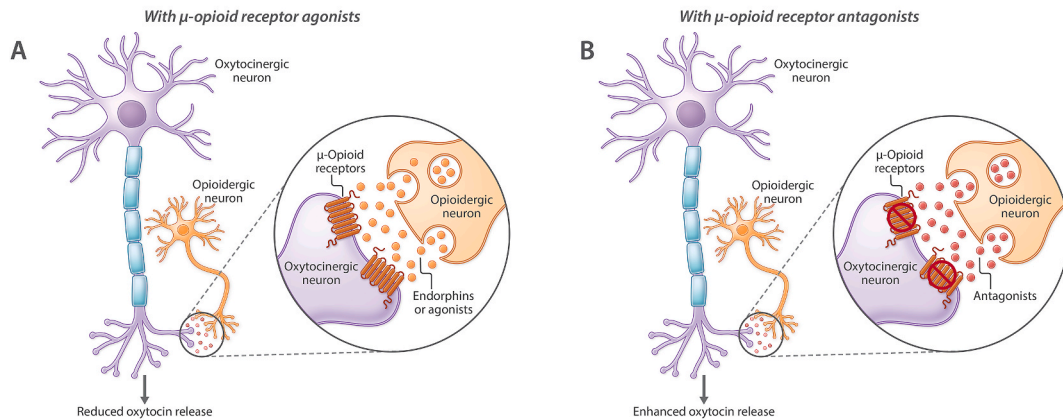 With μ-opioid receptor agonists
A
Oxytocinergic
neuron
μ-Opioid
receptors
Opioidergic
neuron
Opioidergic
neuron
Oxytocinergic
neuron
Endorphins
or agonists
Reduced oxytocin release
With μ-opioid receptor antagonists
B
Oxytocinergic
neuron
μ-Opioid
receptors
Opioidergic
neuron
Opioidergic
neuron
Oxytocinergic
neuron
Antagonists
Enhanced oxytocin release